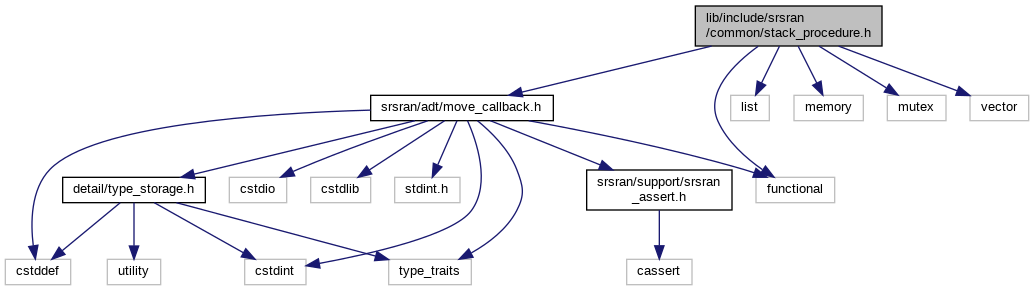 lib/include/srsran
/common/stack_procedure.h
srsran/adt/move_callback.h
list
memory
mutex
vector
detail/type_storage.h
cstdio
cstdlib
stdint.h
srsran/support/srsran
_assert.h
functional
cstddef
utility
cstdint
type_traits
cassert